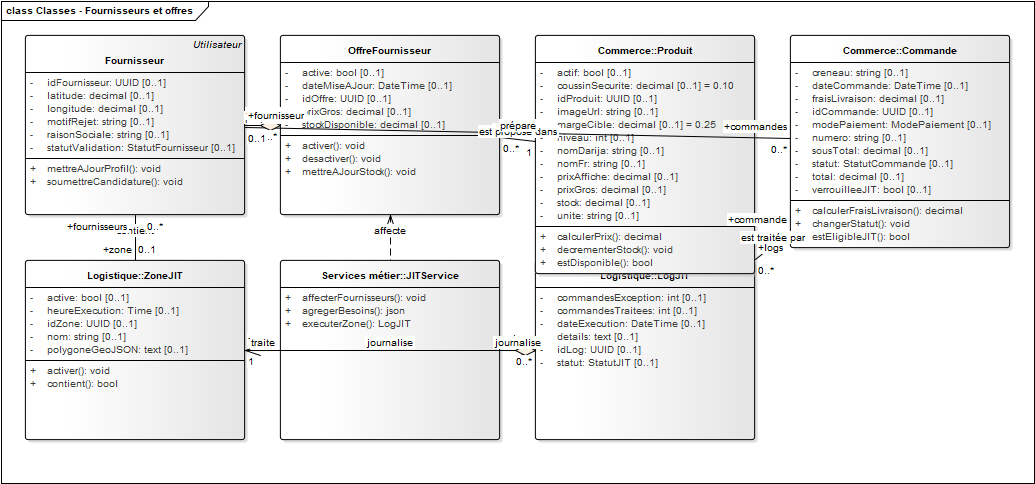 class Classes - Fournisseurs et offres
Utilisateur
Fournisseur
- idFournisseur: UUID [0..1]
- latitude: decimal [0..1]
- longitude: decimal [0..1]
- motifRejet: string [0..1]
- raisonSociale: string [0..1]
- statutValidation: StatutFournisseur [0..1]
+ mettreAJourProfil(): void
+ soumettreCandidature(): void
OffreFournisseur
- active: bool [0..1]
- dateMiseAJour: DateTime [0..1]
- idOffre: UUID [0..1]
prixGros: decimal [0..1]
stockDisponible: decimal [0..1]
+ activer(): void
+ desactiver(): void
+ mettreAJourStock(): void
Commerce::Produit
- actif: bool [0..1]
- coussinSecurite: decimal [0..1] = 0.10
- idProduit: UUID [0..1]
- imageUrl: string [0..1]
margeCible: decimal [0..1] = 0.25
niveau: int [0..1]
- nomDarija: string [0..1]
- nomFr: string [0..1]
- prixAffiche: decimal [0..1]
- prixGros: decimal [0..1]
- stock: decimal [0..1]
- unite: string [0..1]
+ calculerPrix(): decimal
+ decrementerStock(): void
+ estDisponible(): bool
Commerce::Commande
- creneau: string [0..1]
- dateCommande: DateTime [0..1]
- fraisLivraison: decimal [0..1]
- idCommande: UUID [0..1]
- modePaiement: ModePaiement [0..1]
- numero: string [0..1]
- sousTotal: decimal [0..1]
- statut: StatutCommande [0..1]
- total: decimal [0..1]
- verrouilleeJIT: bool [0..1]
+ calculerFraisLivraison(): decimal
+ changerStatut(): void
+ estEligibleJIT(): bool
+fournisseur
0..1
0..*
prépare
est propose dans
0..*
1
+commandes
0..*
+fournisseurs
0..*
contient
+zone
0..1
affecte
+commande
est traitée par
+logs
0..*
Logistique::ZoneJIT
- active: bool [0..1]
- heureExecution: Time [0..1]
- idZone: UUID [0..1]
- nom: string [0..1]
- polygoneGeoJSON: text [0..1]
+ activer(): void
+ contient(): bool
Services métier::JITService
+ affecterFournisseurs(): void
+ agregerBesoins(): json
+ executerZone(): LogJIT
Logistique::LogJIT
- commandesException: int [0..1]
- commandesTraitees: int [0..1]
- dateExecution: DateTime [0..1]
- details: text [0..1]
- idLog: UUID [0..1]
- statut: StatutJIT [0..1]
traite
1
journalise
journalise
0..*